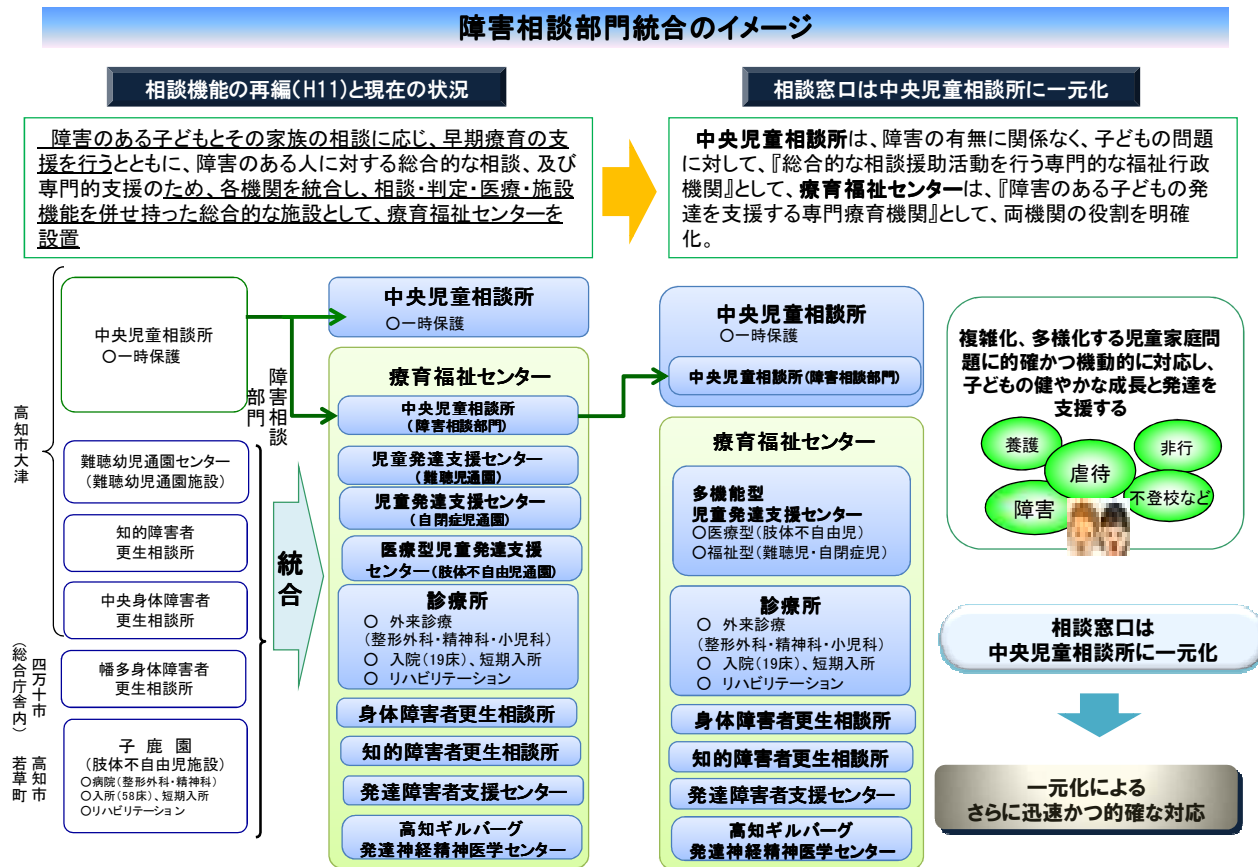 障害相談部門統合のイメージ
相談機能の再編(H11)と現在の状況
障害のある子どもとその家族の相談に応じ、早期療育の支
援を行うとともに、障害のある人に対する総合的な相談、及び
専門的支援のため、各機関を統合し、相談・判定・医療・施設
機能を併せ持った総合的な施設として、療育福祉センターを
設置
相談窓口は中央児童相談所に一元化
中央児童相談所は、障害の有無に関係なく、子どもの問題
に対して、『総合的な相談援助活動を行う専門的な福祉行政
機関』として、療育福祉センターは、『障害のある子どもの発
達を支援する専門療育機関』として、両機関の役割を明確
化。
高知市大津
中央児童相談所
○一時保護
障害相談
部門
難聴幼児通園センター
(難聴幼児通園施設)
知的障害者
更生相談所
中央身体障害者
更生相談所
四万十市
(総合庁舎内)
幡多身体障害者
更生相談所
高知市
若草町
子鹿園
(肢体不自由児施設)
○病院(整形外科・精神科)
○入所(58床)、短期入所
○リハビリテーション
統合
中央児童相談所
○一時保護
療育福祉センター
中央児童相談所
(障害相談部門)
児童発達支援センター
(難聴児通園)
児童発達支援センター
(自閉症児通園)
医療型児童発達支援
センター(肢体不自由児通園)
診療所
○ 外来診療
(整形外科・精神科・小児科)
○ 入院(19床)、短期入所
○ リハビリテーション
身体障害者更生相談所
知的障害者更生相談所
発達障害者支援センター
高知ギルバーグ
発達神経精神医学センター
中央児童相談所
○一時保護
中央児童相談所(障害相談部門)
療育福祉センター
多機能型
児童発達支援センター
○医療型(肢体不自由児)
○福祉型(難聴児・自閉症児)
診療所
○ 外来診療
(整形外科・精神科・小児科)
○ 入院(19床)、短期入所
○ リハビリテーション
身体障害者更生相談所
知的障害者更生相談所
発達障害者支援センター
高知ギルバーグ
発達神経精神医学センター
複雑化、多様化する児童家庭問
題に的確かつ機動的に対応し、
子どもの健やかな成長と発達を
支援する
養護
虐待
非行
障害
不登校など
相談窓口は
中央児童相談所に一元化
一元化による
さらに迅速かつ的確な対応